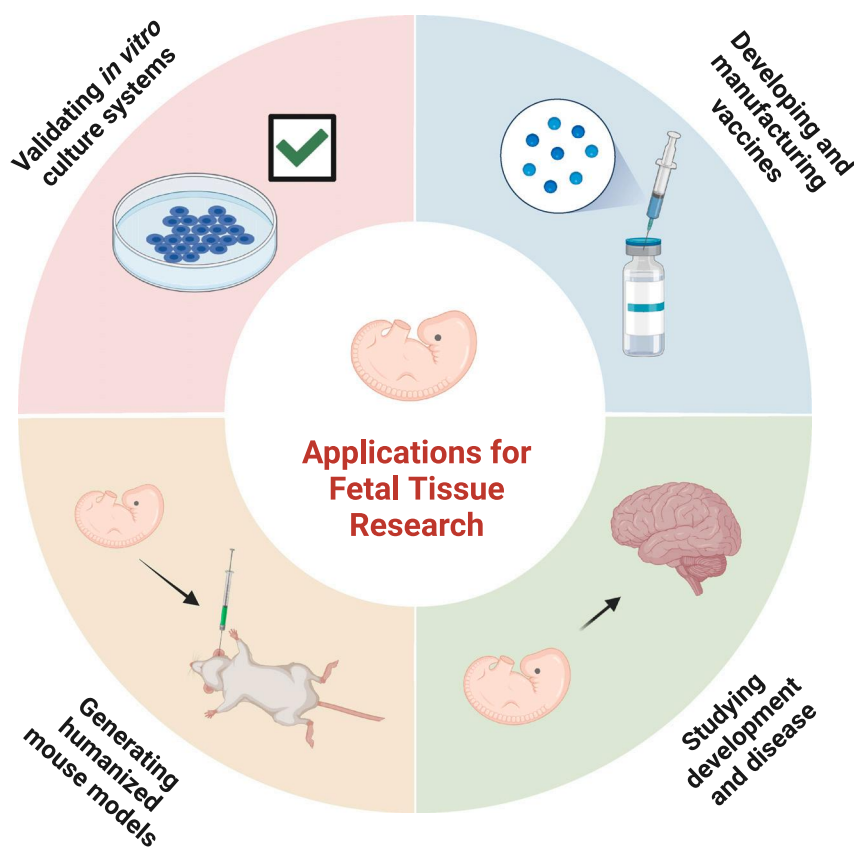 Validating in vitro
culture systems
Developing and
manufacturing
vaccines
Applications for
Fetal Tissue
Research
Generating
humanized
mouse models
Studying
development
and disease